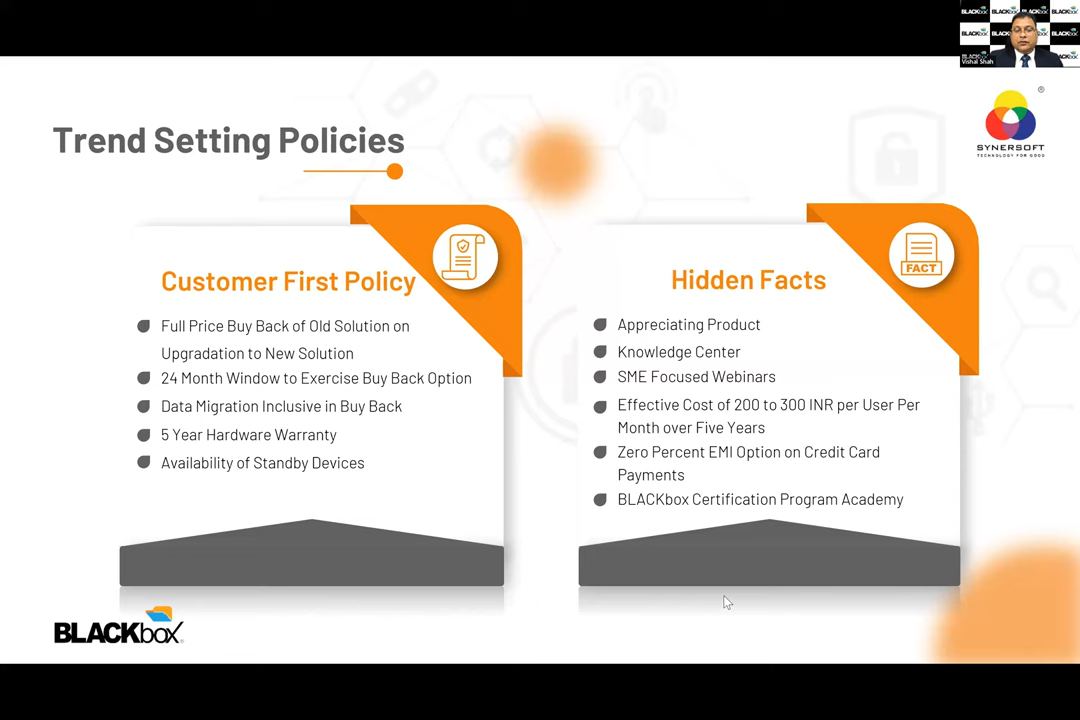 BLACKbox
BLACKbox
BLACKbox
BLACKbox
Vishal Shah
®
SYNERSOFT
TECHNOLOGY FOR GOOD
Trend Setting Policies
Customer First Policy
Full Price Buy Back of Old Solution on
Upgradation to New Solution
24 Month Window to Exercise Buy Back Option
Data Migration Inclusive in Buy Back
5 Year Hardware Warranty
Availability of Standby Devices
FACT
Hidden Facts
Appreciating Product
Knowledge Center
SME Focused Webinars
Effective Cost of 200 to 300 INR per User Per
Month over Five Years
Zero Percent EMI Option on Credit Card
Payments
BLACKbox Certification Program Academy
BLACKbox